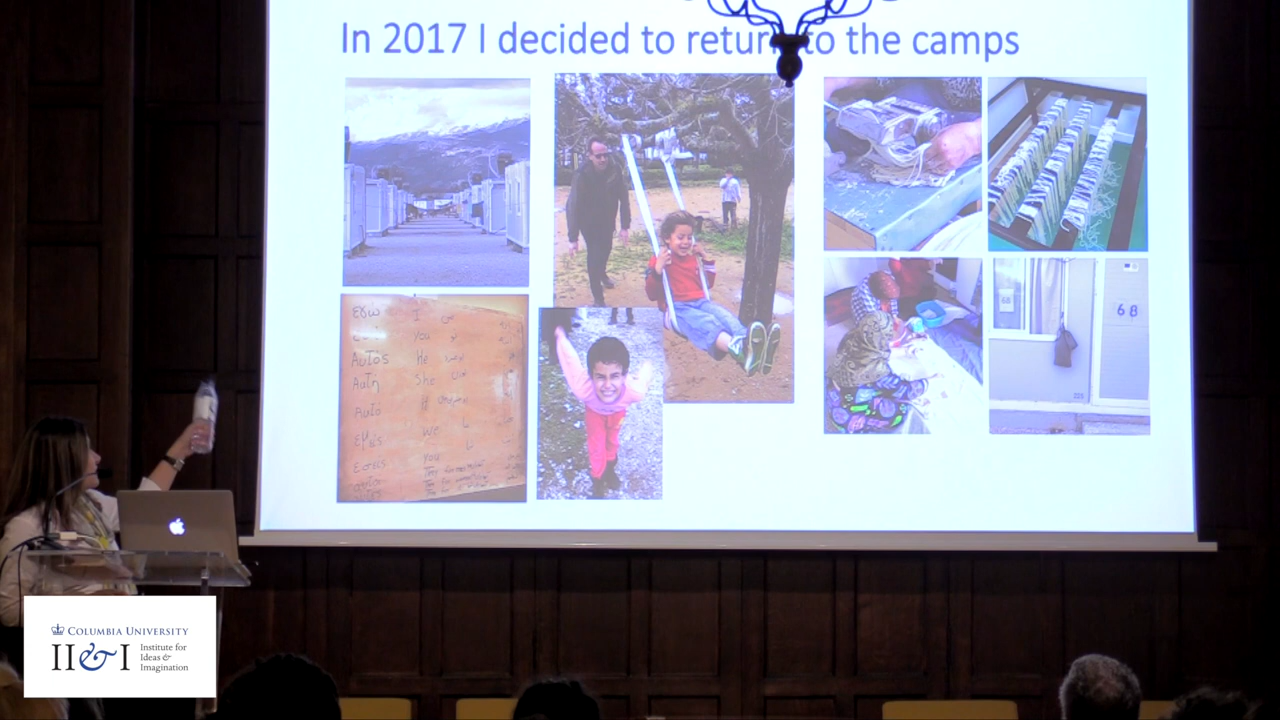 In 2017 I decided to return to the camps
εγώ I
You
Αυτός He
Αυτή She
Αυτό It
εμείς we
εσείς You
68
COLUMBIA UNIVERSITY
II&I
Institute for
Ideas &
Imagination